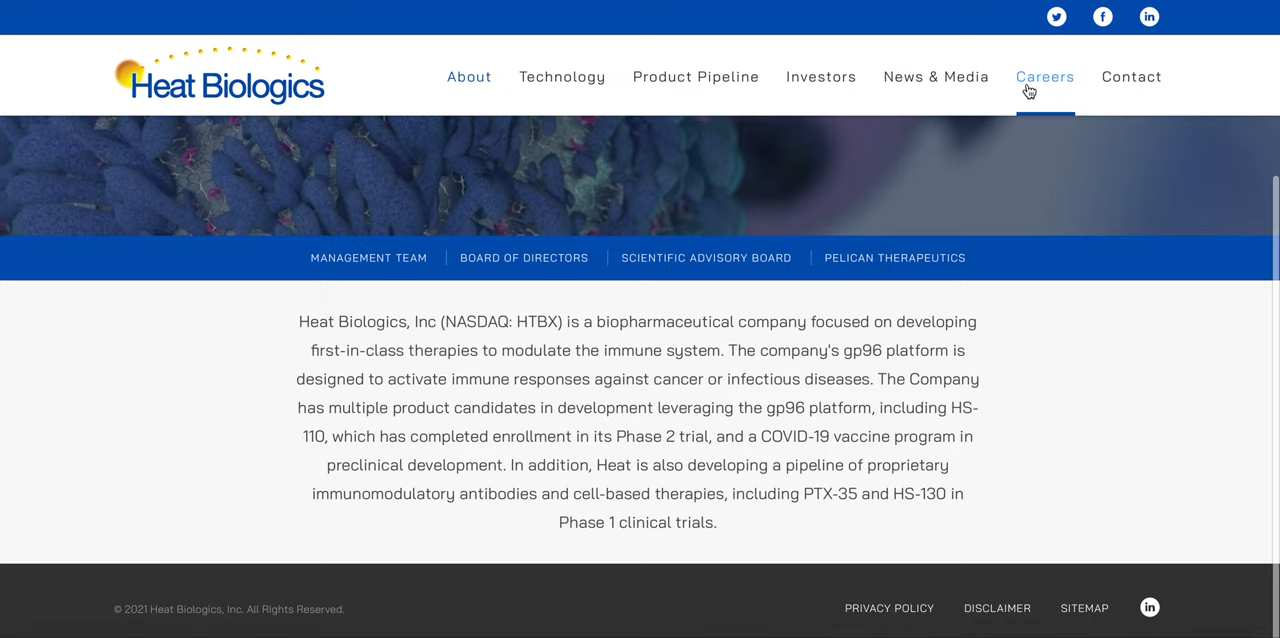 Heat Biologics
About Technology Product Pipeline Investors News & Media Careers Contact
MANAGEMENT TEAM BOARD OF DIRECTORS SCIENTIFIC ADVISORY BOARD PELICAN THERAPEUTICS
Heat Biologics, Inc (NASDAQ: HTBX) is a biopharmaceutical company focused on developing
first-in-class therapies to modulate the immune system. The company's gp96 platform is
designed to activate immune responses against cancer or infectious diseases. The Company
has multiple product candidates in development leveraging the gp96 platform, including HS-
110, which has completed enrollment in its Phase 2 trial, and a COVID-19 vaccine program in
preclinical development. In addition, Heat is also developing a pipeline of proprietary
immunomodulatory antibodies and cell-based therapies, including PTX-35 and HS-130 in
Phase 1 clinical trials.
© 2021 Heat Biologics, Inc. All Rights Reserved. PRIVACY POLICY DISCLAIMER SITEMAP